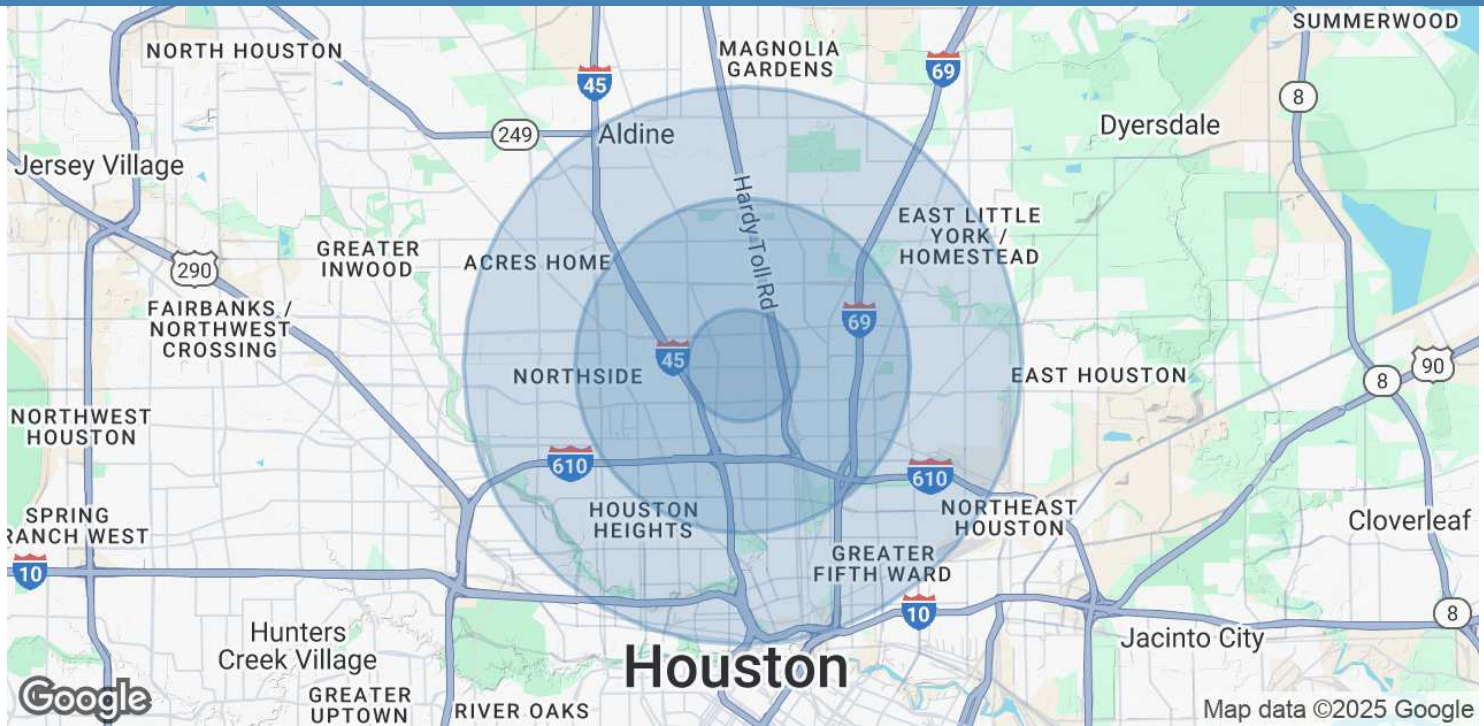 SUMMERWOOD
NORTH HOUSTON
MAGNOLIA
GARDENS
45
69
8
249
Aldine
Dyersdale
Jersey Village
Hardy Toll Rd
EAST LITTLE
YORK /
HOMESTEAD
GREATER
INWOOD
ACRES HOME
290
FAIRBANKS /
NORTHWEST
CROSSING
69
45
90
NORTHSIDE
EAST HOUSTON
8
NORTHWEST
HOUSTON
610
610
SPRING
RANCH WEST
HOUSTON
HEIGHTS
NORTHEAST
HOUSTON
Cloverleaf
GREATER
FIFTH WARD
10
10
8
Hunters
Creek Village
Jacinto City
Houston
Google
GREATER
UPTOWN
RIVER OAKS
Map data ©2025 Google